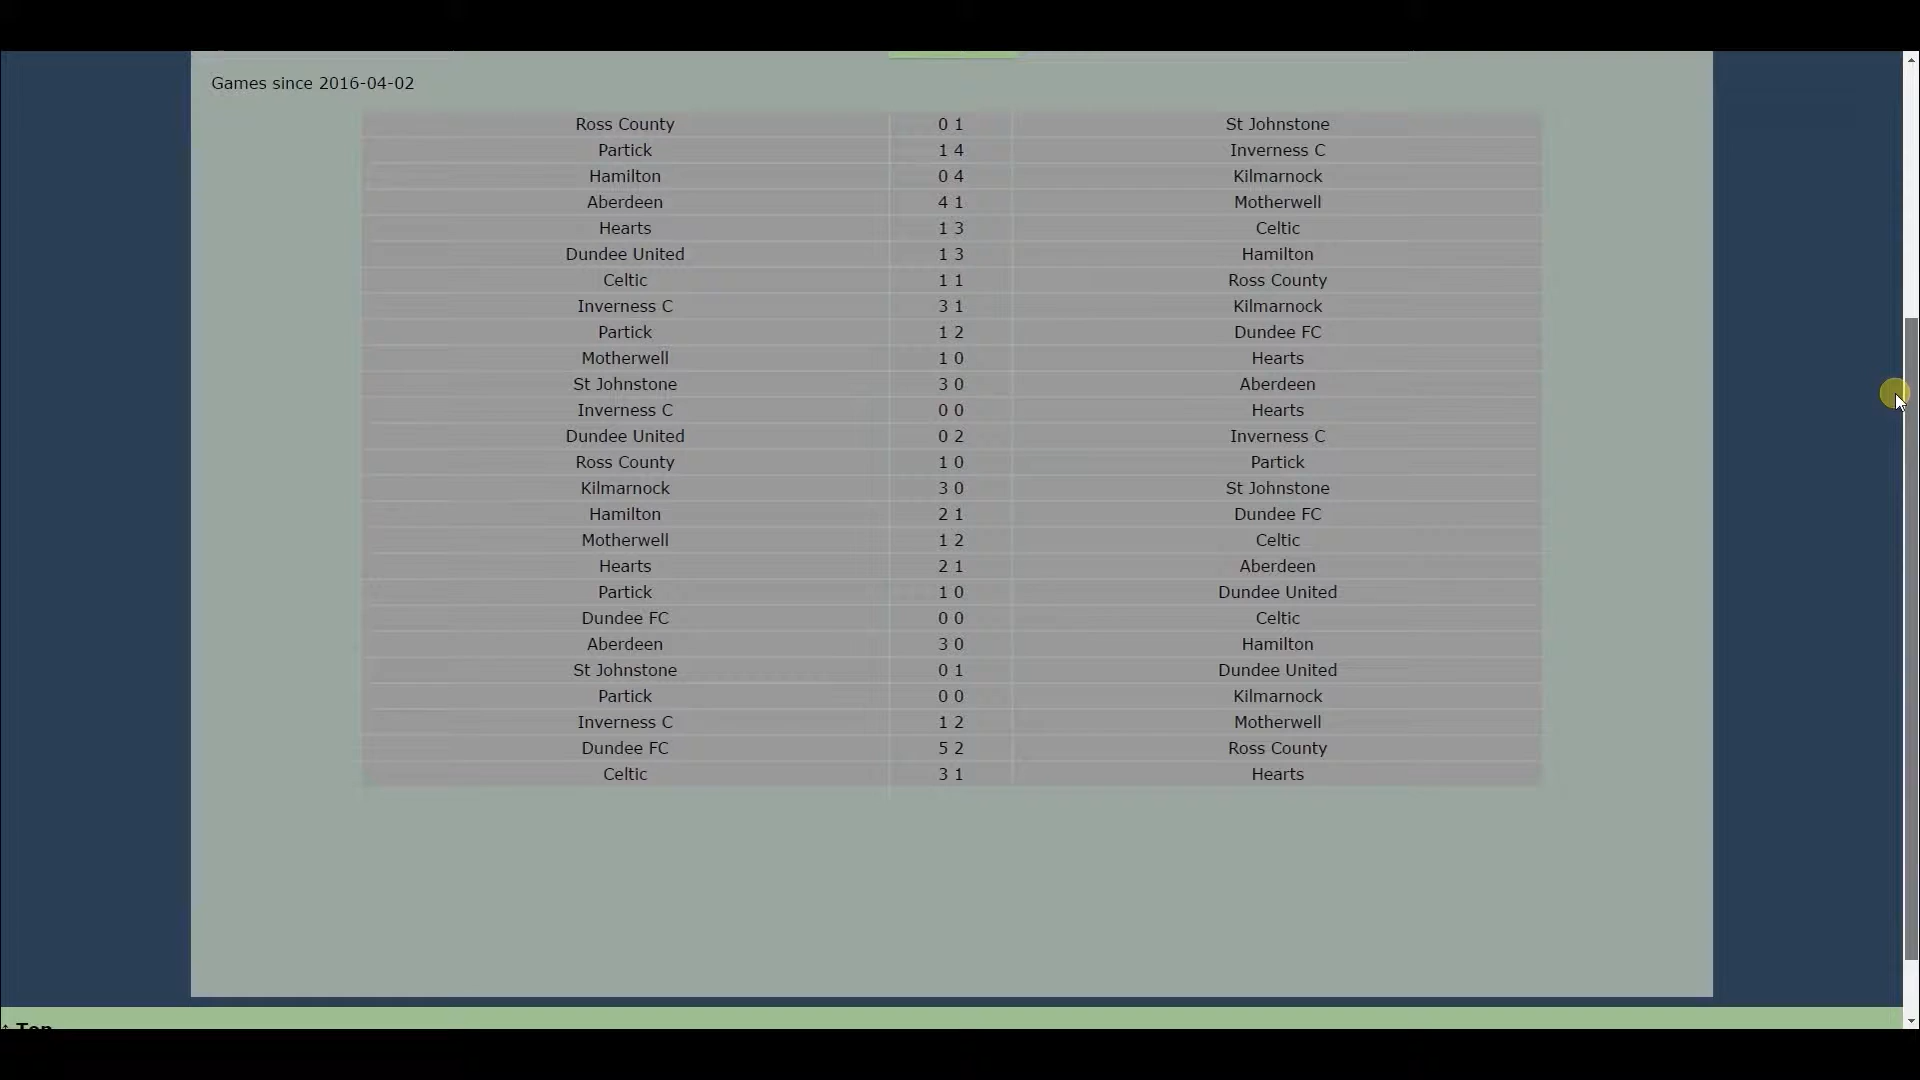 Games since 2016-04-02
Ross County 0 1 St Johnstone
Partick 1 4 Inverness C
Hamilton 0 4 Kilmarnock
Aberdeen 4 1 Motherwell
Hearts 1 3 Celtic
Dundee United 1 3 Hamilton
Celtic 1 1 Ross County
Inverness C 3 1 Kilmarnock
Partick 1 2 Dundee FC
Motherwell 1 0 Hearts
St Johnstone 3 0 Aberdeen
Inverness C 0 0 Hearts
Dundee United 0 2 Inverness C
Ross County 1 0 Partick
Kilmarnock 3 0 St Johnstone
Hamilton 2 1 Dundee FC
Motherwell 1 2 Celtic
Hearts 2 1 Aberdeen
Partick 1 0 Dundee United
Dundee FC 0 0 Celtic
Aberdeen 3 0 Hamilton
St Johnstone 0 1 Dundee United
Partick 0 0 Kilmarnock
Inverness C 1 2 Motherwell
Dundee FC 5 2 Ross County
Celtic 3 1 Hearts
↑ Top